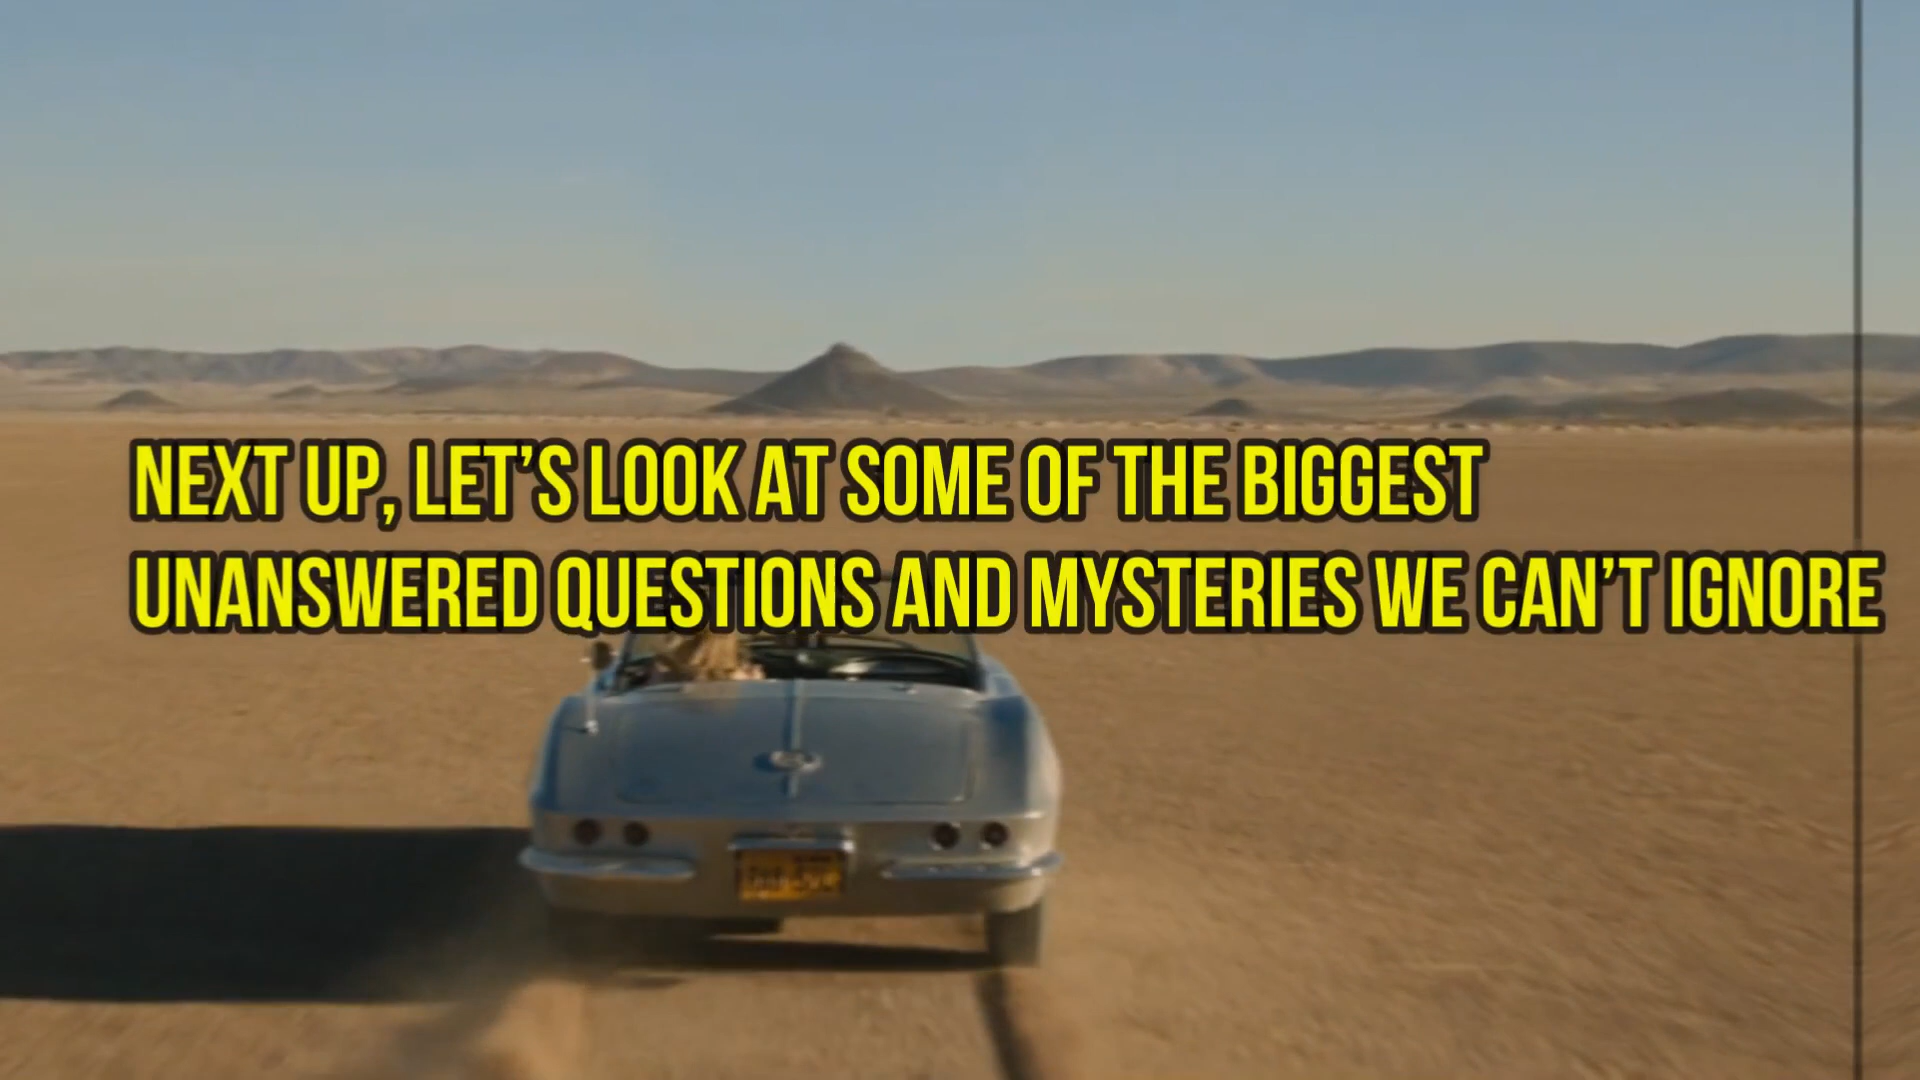 NEXT UP, LET’S LOOK AT SOME OF THE BIGGEST
UNANSWERED QUESTIONS AND MYSTERIES WE CAN’T IGNORE